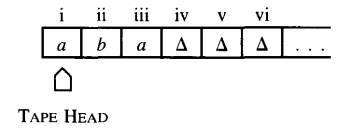 i ii iii iv v vi
a b a Δ Δ Δ . . .
TAPE HEAD